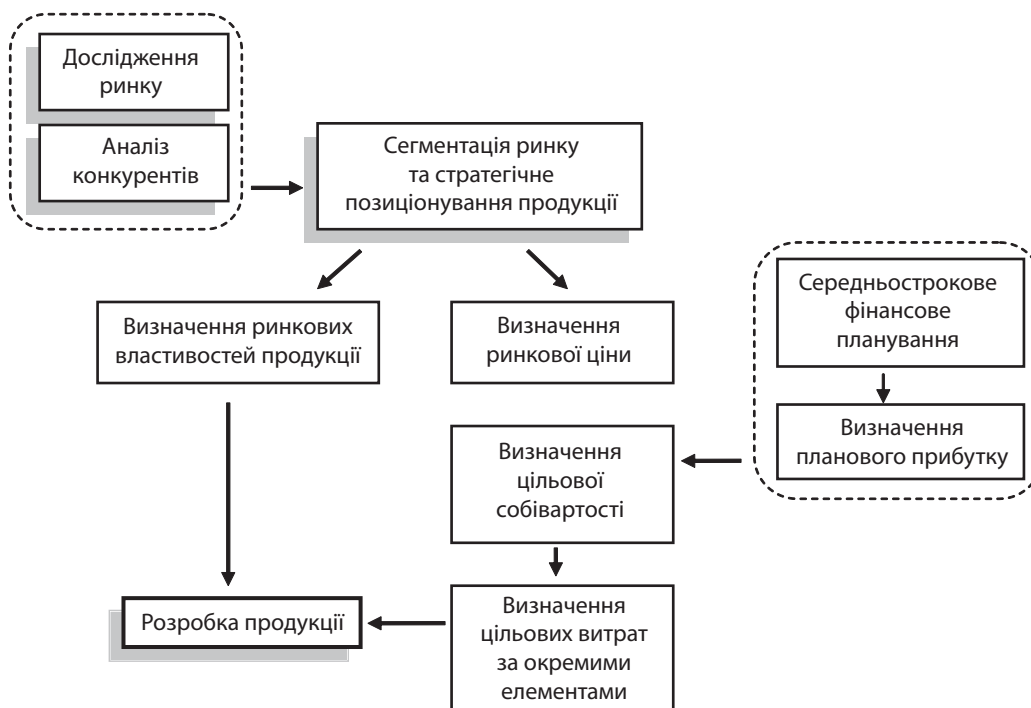 Дослідження
ринку
Аналіз
конкурентів
Сегментація ринку
та стратегічне
позиціонування продукції
Визначення ринкових
властивостей продукції
Визначення
ринкової ціни
Середньострокове
фінансове
планування
Визначення
планового прибутку
Визначення
цільової
собівартості
Розробка продукції
Визначення
цільових витрат
за окремими
елементами